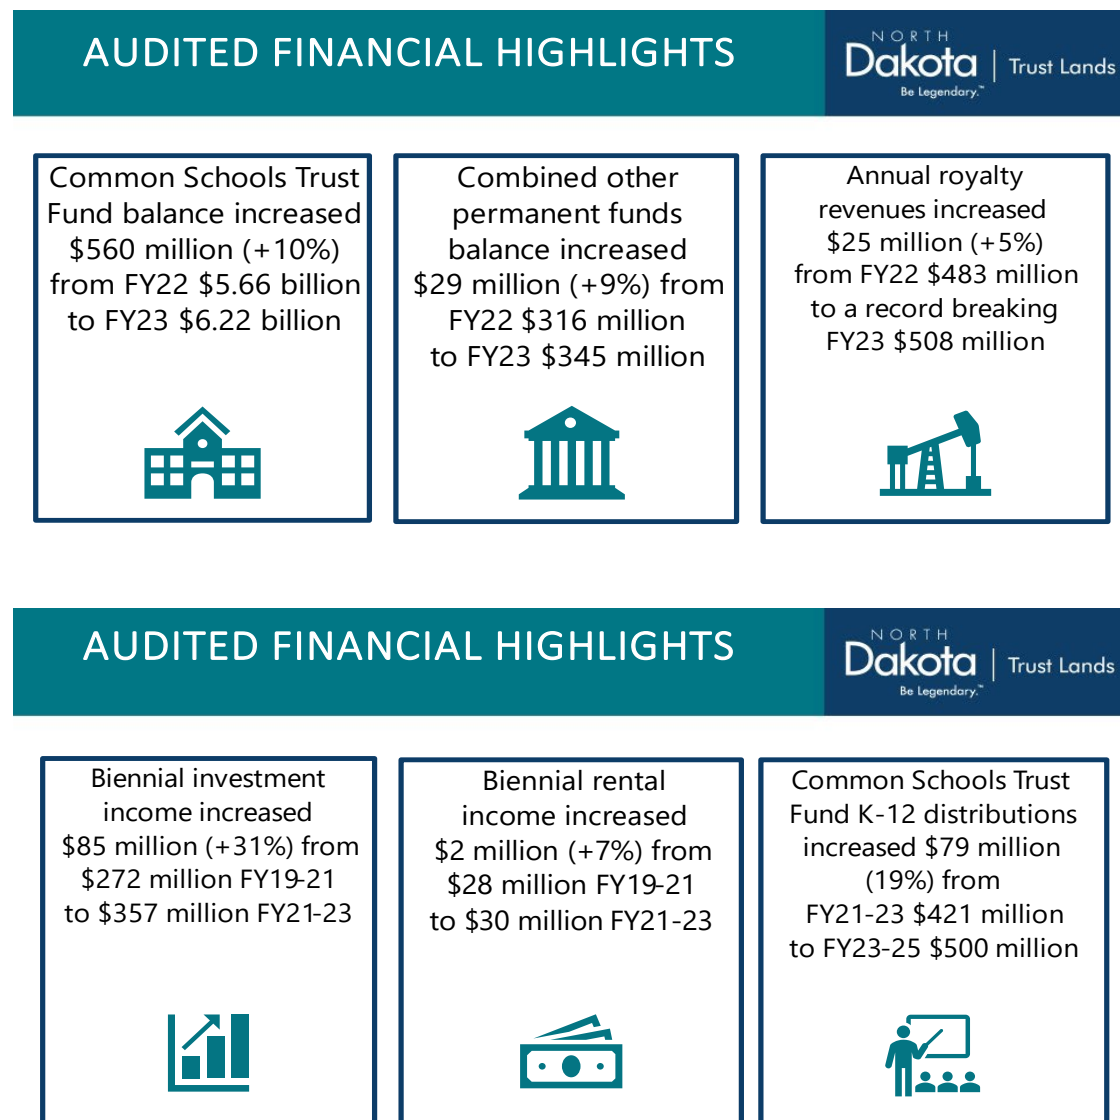 AUDITED FINANCIAL HIGHLIGHTS
NORTH
Dakota | Trust Lands
Be Legendary.™
Common Schools Trust
Fund balance increased
$560 million (+10%)
from FY22 $5.66 billion
to FY23 $6.22 billion
Combined other
permanent funds
balance increased
$29 million (+9%) from
FY22 $316 million
to FY23 $345 million
Annual royalty
revenues increased
$25 million (+5%)
from FY22 $483 million
to a record breaking
FY23 $508 million
AUDITED FINANCIAL HIGHLIGHTS
NORTH
Dakota | Trust Lands
Be Legendary.™
Biennial investment
income increased
$85 million (+31%) from
$272 million FY19-21
to $357 million FY21-23
Biennial rental
income increased
$2 million (+7%) from
$28 million FY19-21
to $30 million FY21-23
Common Schools Trust
Fund K-12 distributions
increased $79 million
(19%) from
FY21-23 $421 million
to FY23-25 $500 million